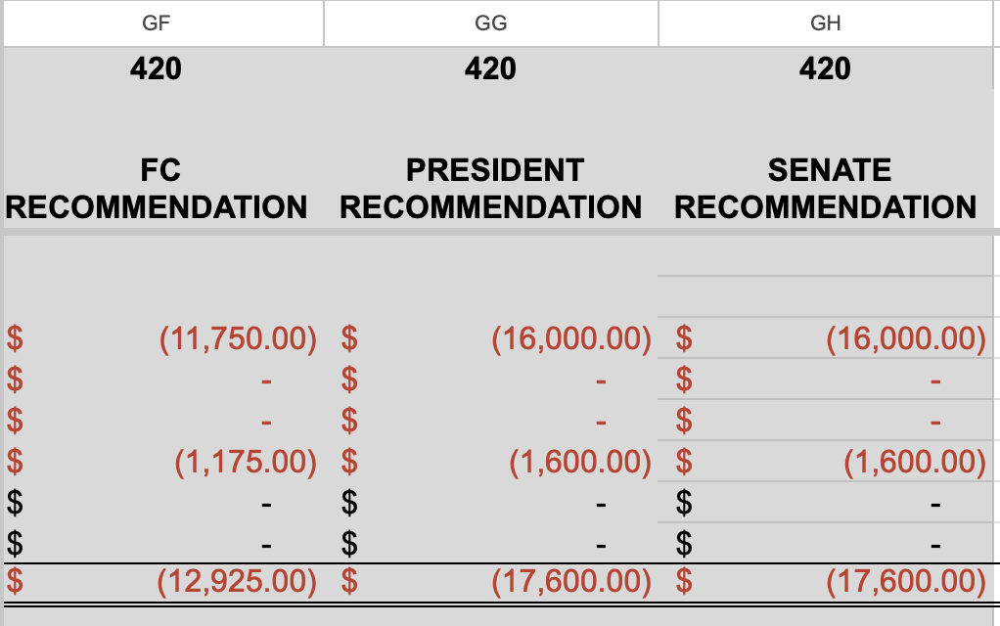 GF GG GH
420 420 420
FC PRESIDENT SENATE
RECOMMENDATION RECOMMENDATION RECOMMENDATION
$ (11,750.00) $ (16,000.00) $ (16,000.00)
$ - $ - $ -
$ - $ - $ -
$ (1,175.00) $ (1,600.00) $ (1,600.00)
$ - $ - $ -
$ - $ - $ -
$ (12,925.00) $ (17,600.00) $ (17,600.00)